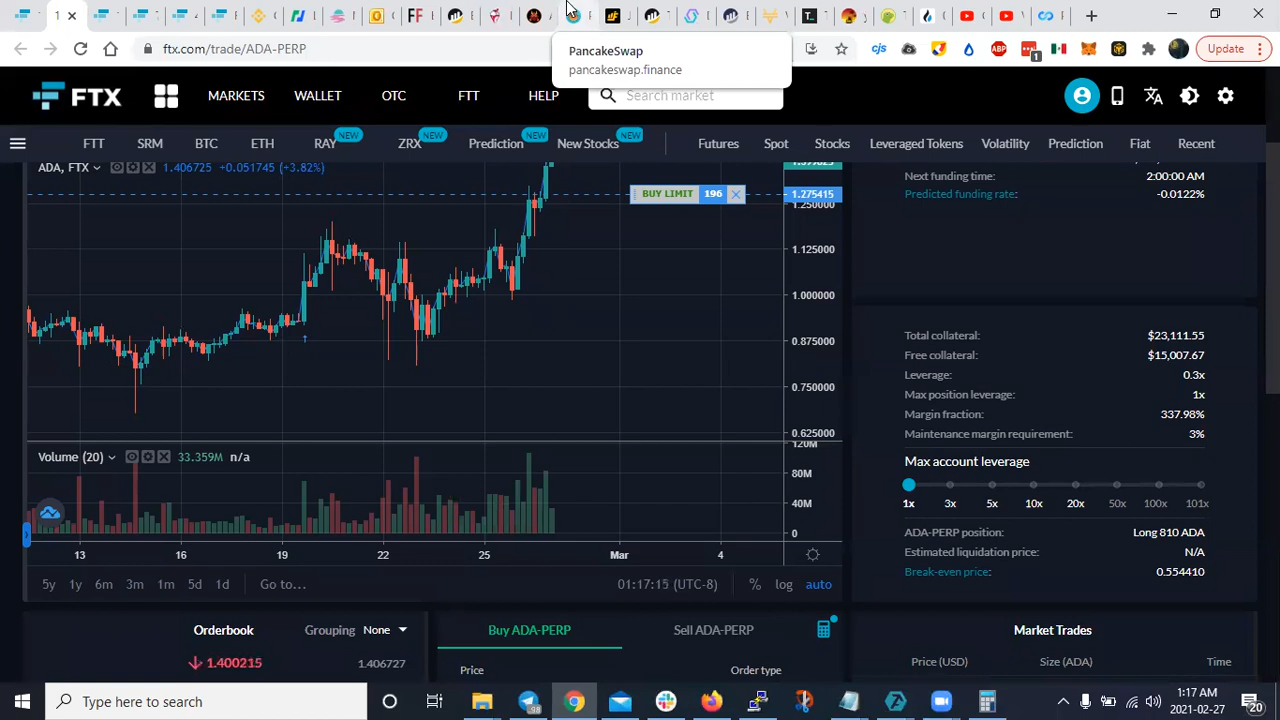 1
FF
T
PancakeSwap
pancakeswap.finance
ftx.com/trade/ADA-PERP
cjs
ABP
1
Update
FTX
MARKETS
WALLET
OTC
FTT
HELP
Search market
FTT
SRM
BTC
ETH
RAY
NEW
ZRX
NEW
Prediction
NEW
New Stocks
NEW
Futures
Spot
Stocks
Leveraged Tokens
Volatility
Prediction
Fiat
Recent
ADA, FTX
1.406725 +0.051745 (+3.82%)
BUY LIMIT 196
1.399825
1.275415
1.250000
1.125000
1.000000
0.875000
0.750000
0.625000
Volume (20)
33.359M n/a
120M
80M
40M
0
13
16
19
22
25
Mar
4
5y 1y 6m 3m 1m 5d 1d Go to...
01:17:15 (UTC-8)
% log auto
Next funding time: 2:00:00 AM
Predicted funding rate: -0.0122%
Total collateral: $23,111.55
Free collateral: $15,007.67
Leverage: 0.3x
Max position leverage: 1x
Margin fraction: 337.98%
Maintenance margin requirement: 3%
Max account leverage
1x 3x 5x 10x 20x 50x 100x 101x
ADA-PERP position: Long 810 ADA
Estimated liquidation price: N/A
Break-even price: 0.554410
Orderbook
Grouping None
1.400215
1.406727
Buy ADA-PERP
Sell ADA-PERP
Price
Order type
Market Trades
Price (USD)
Size (ADA)
Time
Type here to search
98
1:17 AM
2021-02-27
20